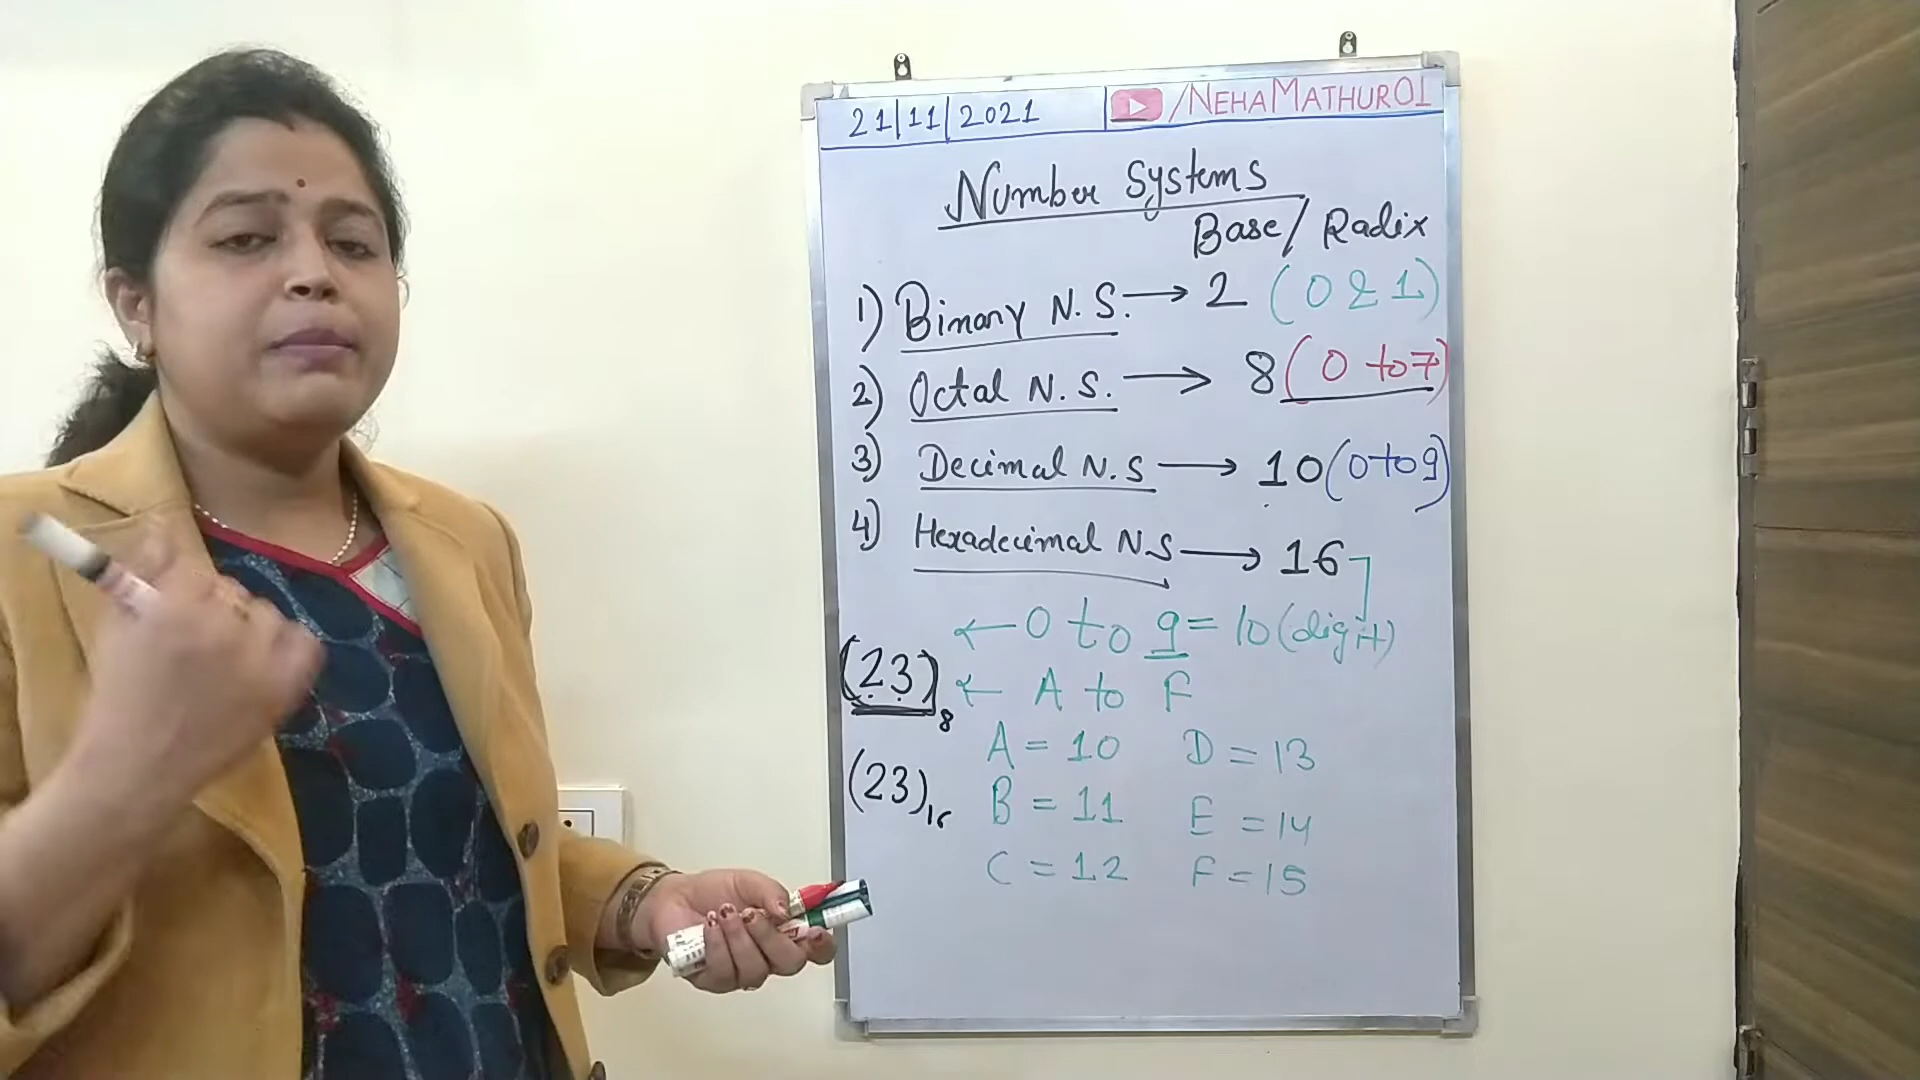 21/11/2021
/NEHAMATHUR01
Number Systems
Base/Radix
1) Binary N.S. → 2 (0 & 1)
2) Octal N.S. → 8 (0 to 7)
3) Decimal N.S → 10 (0 to 9)
4) Hexadecimal N.S → 16
← 0 to 9 = 10 (digit)
(23)8 ← A to F
A = 10 D = 13
(23)16 B = 11 E = 14
C = 12 F = 15